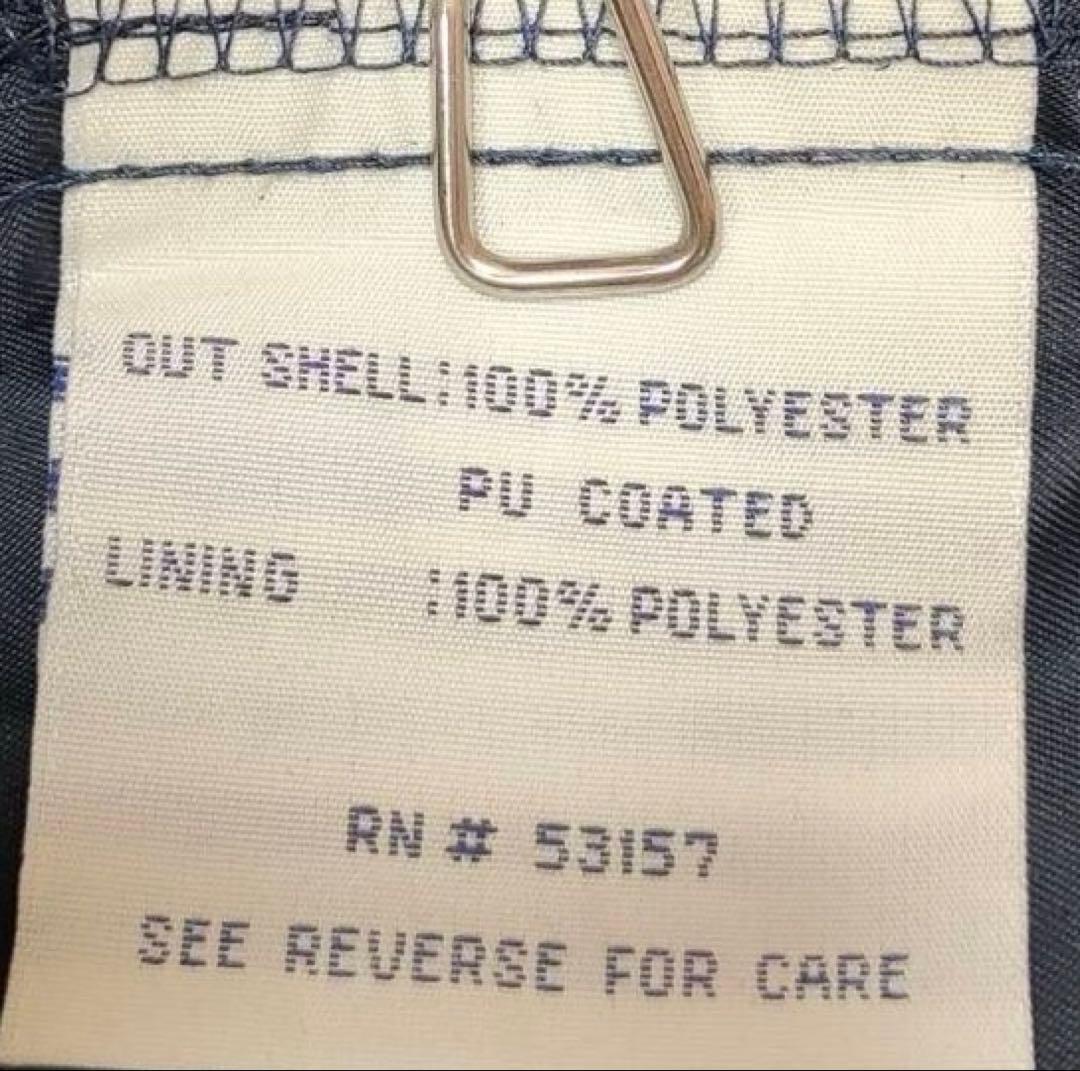 OUT SHELL:100% POLYESTER
PU COATED
LINING :100% POLYESTER
RN # 53157
SEE REVERSE FOR CARE